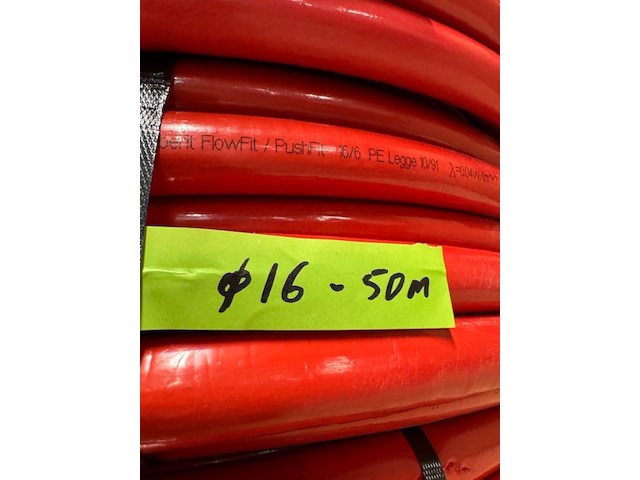 FlowFit / PushFit 16/6 PE Legge 10/91
ϕ16 - 50m